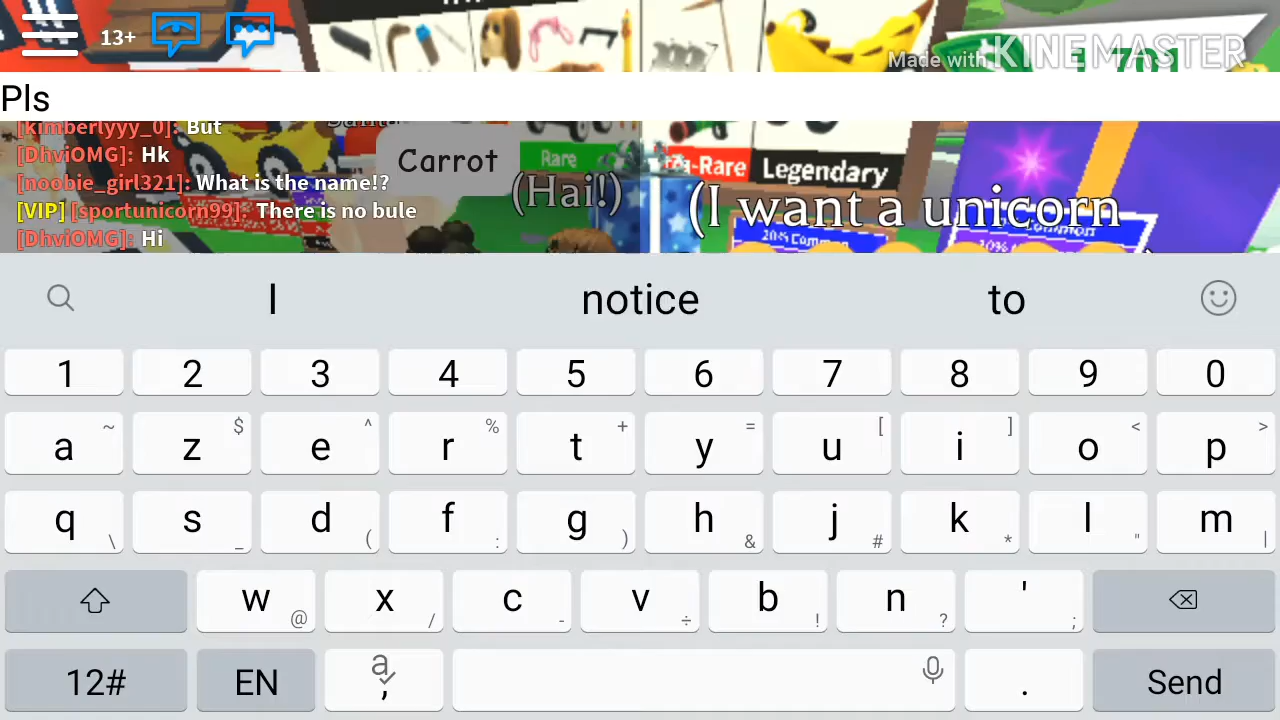 13+
Made with KINEMASTER
Pls
[kimberlyyy_0]: But
[DhviOMG]: Hk
[noobie_girl321]: What is the name!?
[VIP] [sportunicorn99]: There is no bule
[DhviOMG]: Hi
Carrot
Rare
(Hai!)
Legendary
(I want a unicorn
I notice to
1 2 3 4 5 6 7 8 9 0
a ~ z $ e ^ r % t + y = u [ i ] o < p >
q \ s _ d ( f : g ) h & j # k * l " m |
w @ x / c - v ÷ b ! n ? ' ;
12# EN a , . Send